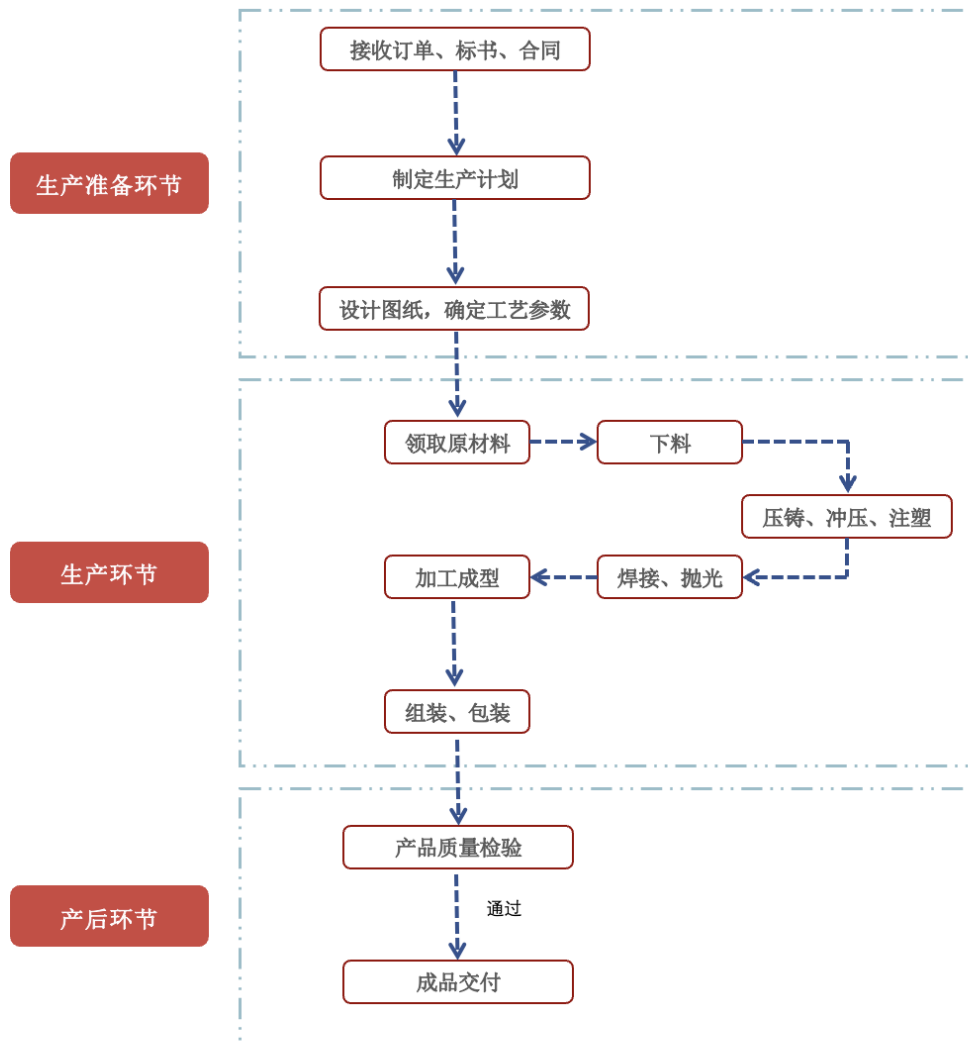 接收订单、标书、合同
生产准备环节
制定生产计划
设计图纸，确定工艺参数
领取原材料
下料
压铸、冲压、注塑
生产环节
加工成型
焊接、抛光
组装、包装
产品质量检验
产后环节
通过
成品交付